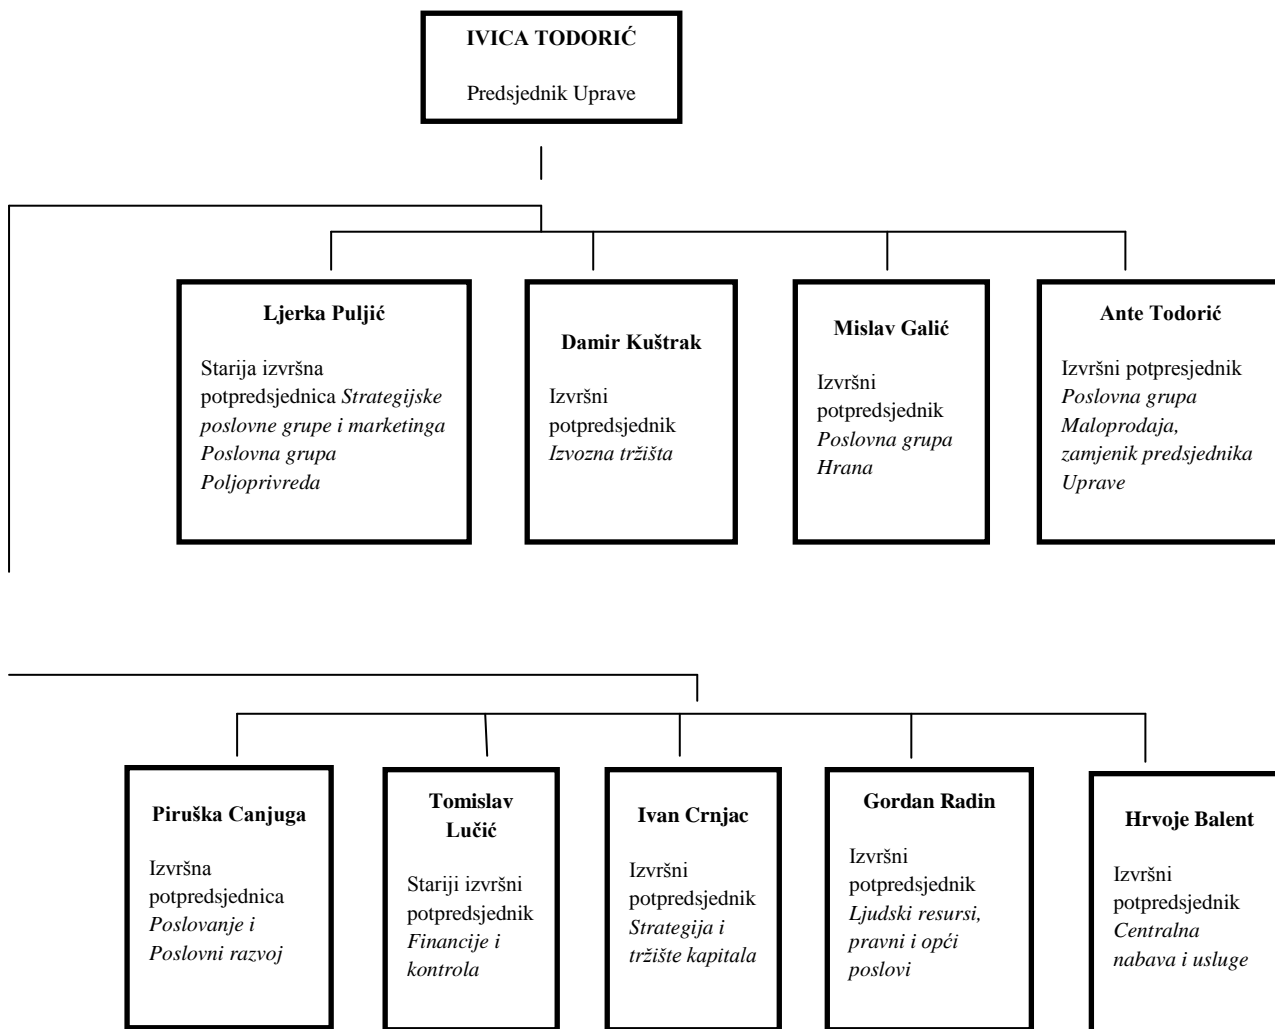 IVICA TODORIĆ
Predsjednik Uprave
Ljerka Puljić
Starija izvršna
potpredsjednica Strategijske
poslovne grupe i marketinga
Poslovna grupa
Poljoprivreda
Damir Kuštrak
Izvršni
potpredsjednik
Izvozna tržišta
Mislav Galić
Izvršni
potpredsjednik
Poslovna grupa
Hrana
Ante Todorić
Izvršni potpresjednik
Poslovna grupa
Maloprodaja,
zamjenik predsjednika
Uprave
Piruška Canjuga
Izvršna
potpredsjednica
Poslovanje i
Poslovni razvoj
Tomislav
Lučić
Stariji izvršni
potpredsjednik
Financije i
kontrola
Ivan Crnjac
Izvršni
potpredsjednik
Strategija i
tržište kapitala
Gordan Radin
Izvršni
potpredsjednik
Ljudski resursi,
pravni i opći
poslovi
Hrvoje Balent
Izvršni
potpredsjednik
Centralna
nabava i usluge